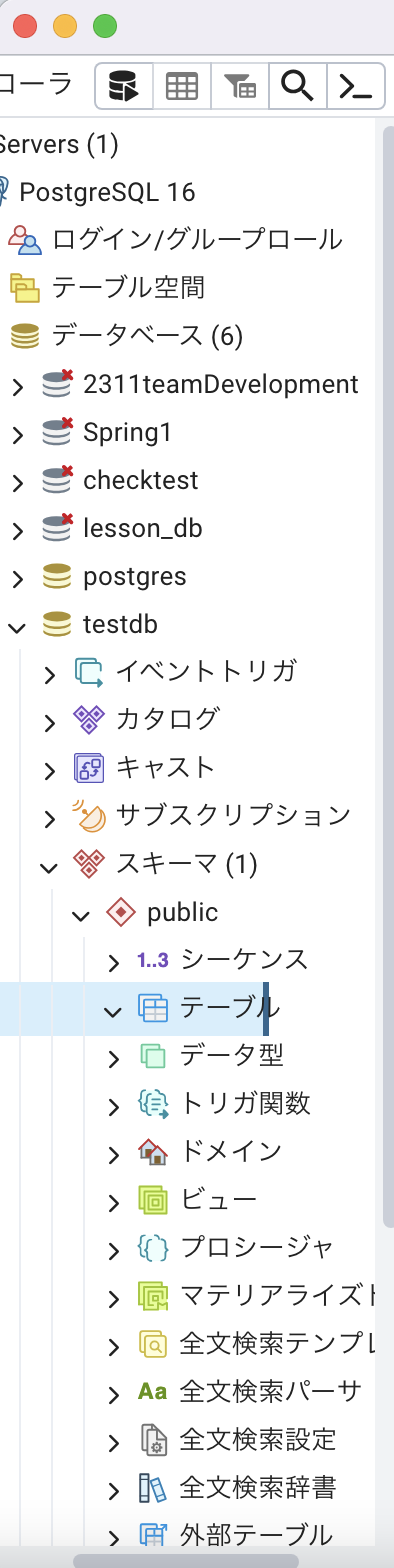 コーラ
Servers (1)
PostgreSQL 16
ログイン/グループロール
テーブル空間
データベース (6)
2311teamDevelopment
Spring1
checktest
lesson_db
postgres
testdb
イベントトリガ
カタログ
キャスト
サブスクリプション
スキーマ (1)
public
1..3 シーケンス
テーブル
データ型
トリガ関数
ドメイン
ビュー
プロシージャ
マテリアライズ
全文検索テンプレ
Aa 全文検索パーサ
全文検索設定
全文検索辞書
外部テーブル